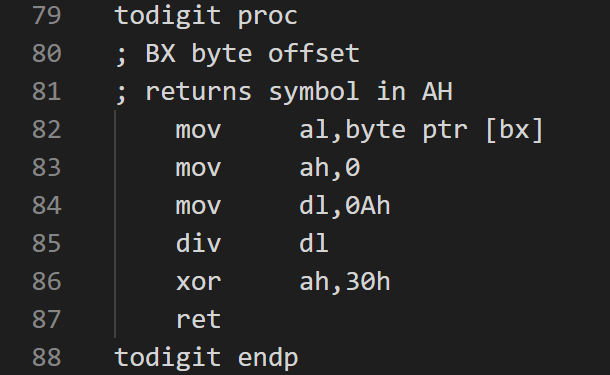 79 todigit proc
80 ; BX byte offset
81 ; returns symbol in AH
82 mov al,byte ptr [bx]
83 mov ah,0
84 mov dl,0Ah
85 div dl
86 xor ah,30h
87 ret
88 todigit endp